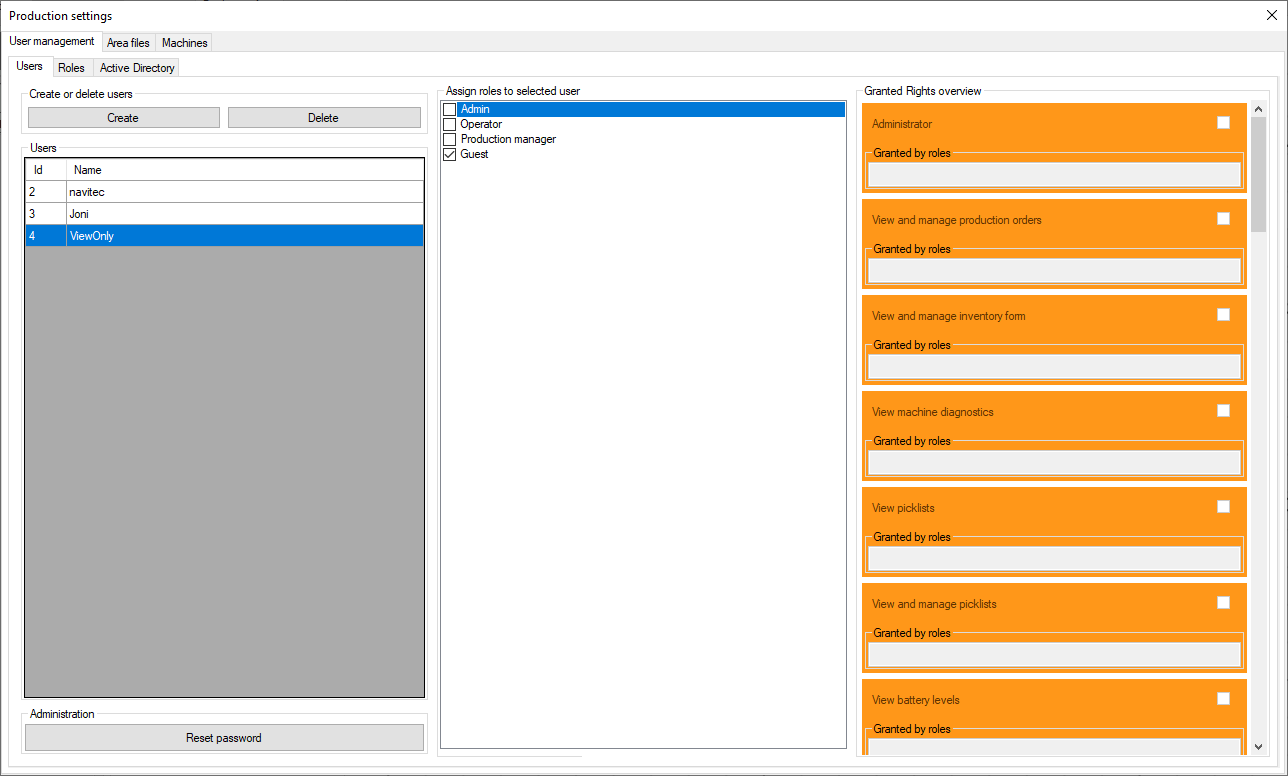 Production settings
User management Area files Machines
Users Roles Active Directory
Create or delete users
Create Delete
Users
Id Name
2 navitec
3 Joni
4 ViewOnly
Administration
Reset password
Assign roles to selected user
Admin
Operator
Production manager
Guest
Granted Rights overview
Administrator
Granted by roles
View and manage production orders
Granted by roles
View and manage inventory form
Granted by roles
View machine diagnostics
Granted by roles
View picklists
Granted by roles
View and manage picklists
Granted by roles
View battery levels
Granted by roles